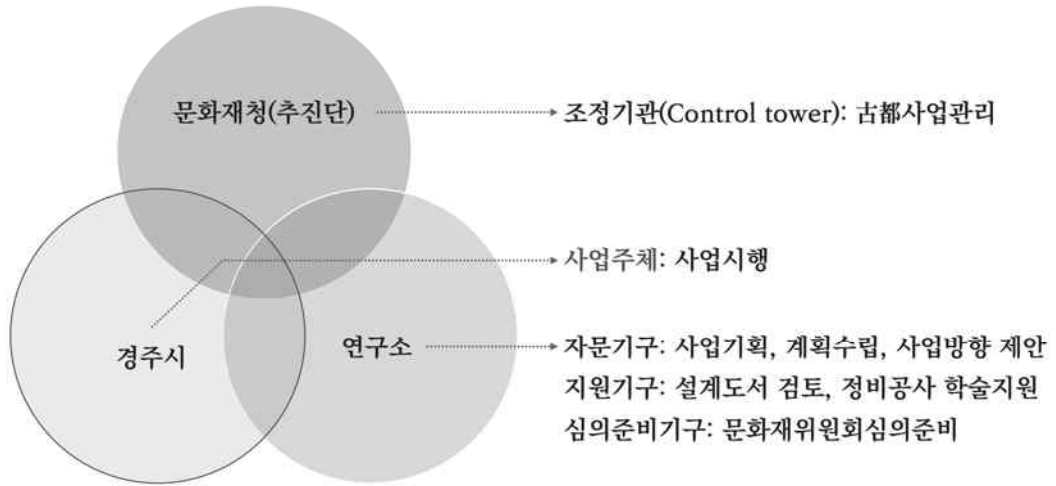 문화재청(추진단)
조정기관(Control tower): 古都사업관리
사업주체: 사업시행
경주시
연구소
자문기구: 사업기획, 계획수립, 사업방향 제안
지원기구: 설계도서 검토, 정비공사 학술지원
심의준비기구: 문화재위원회심의준비